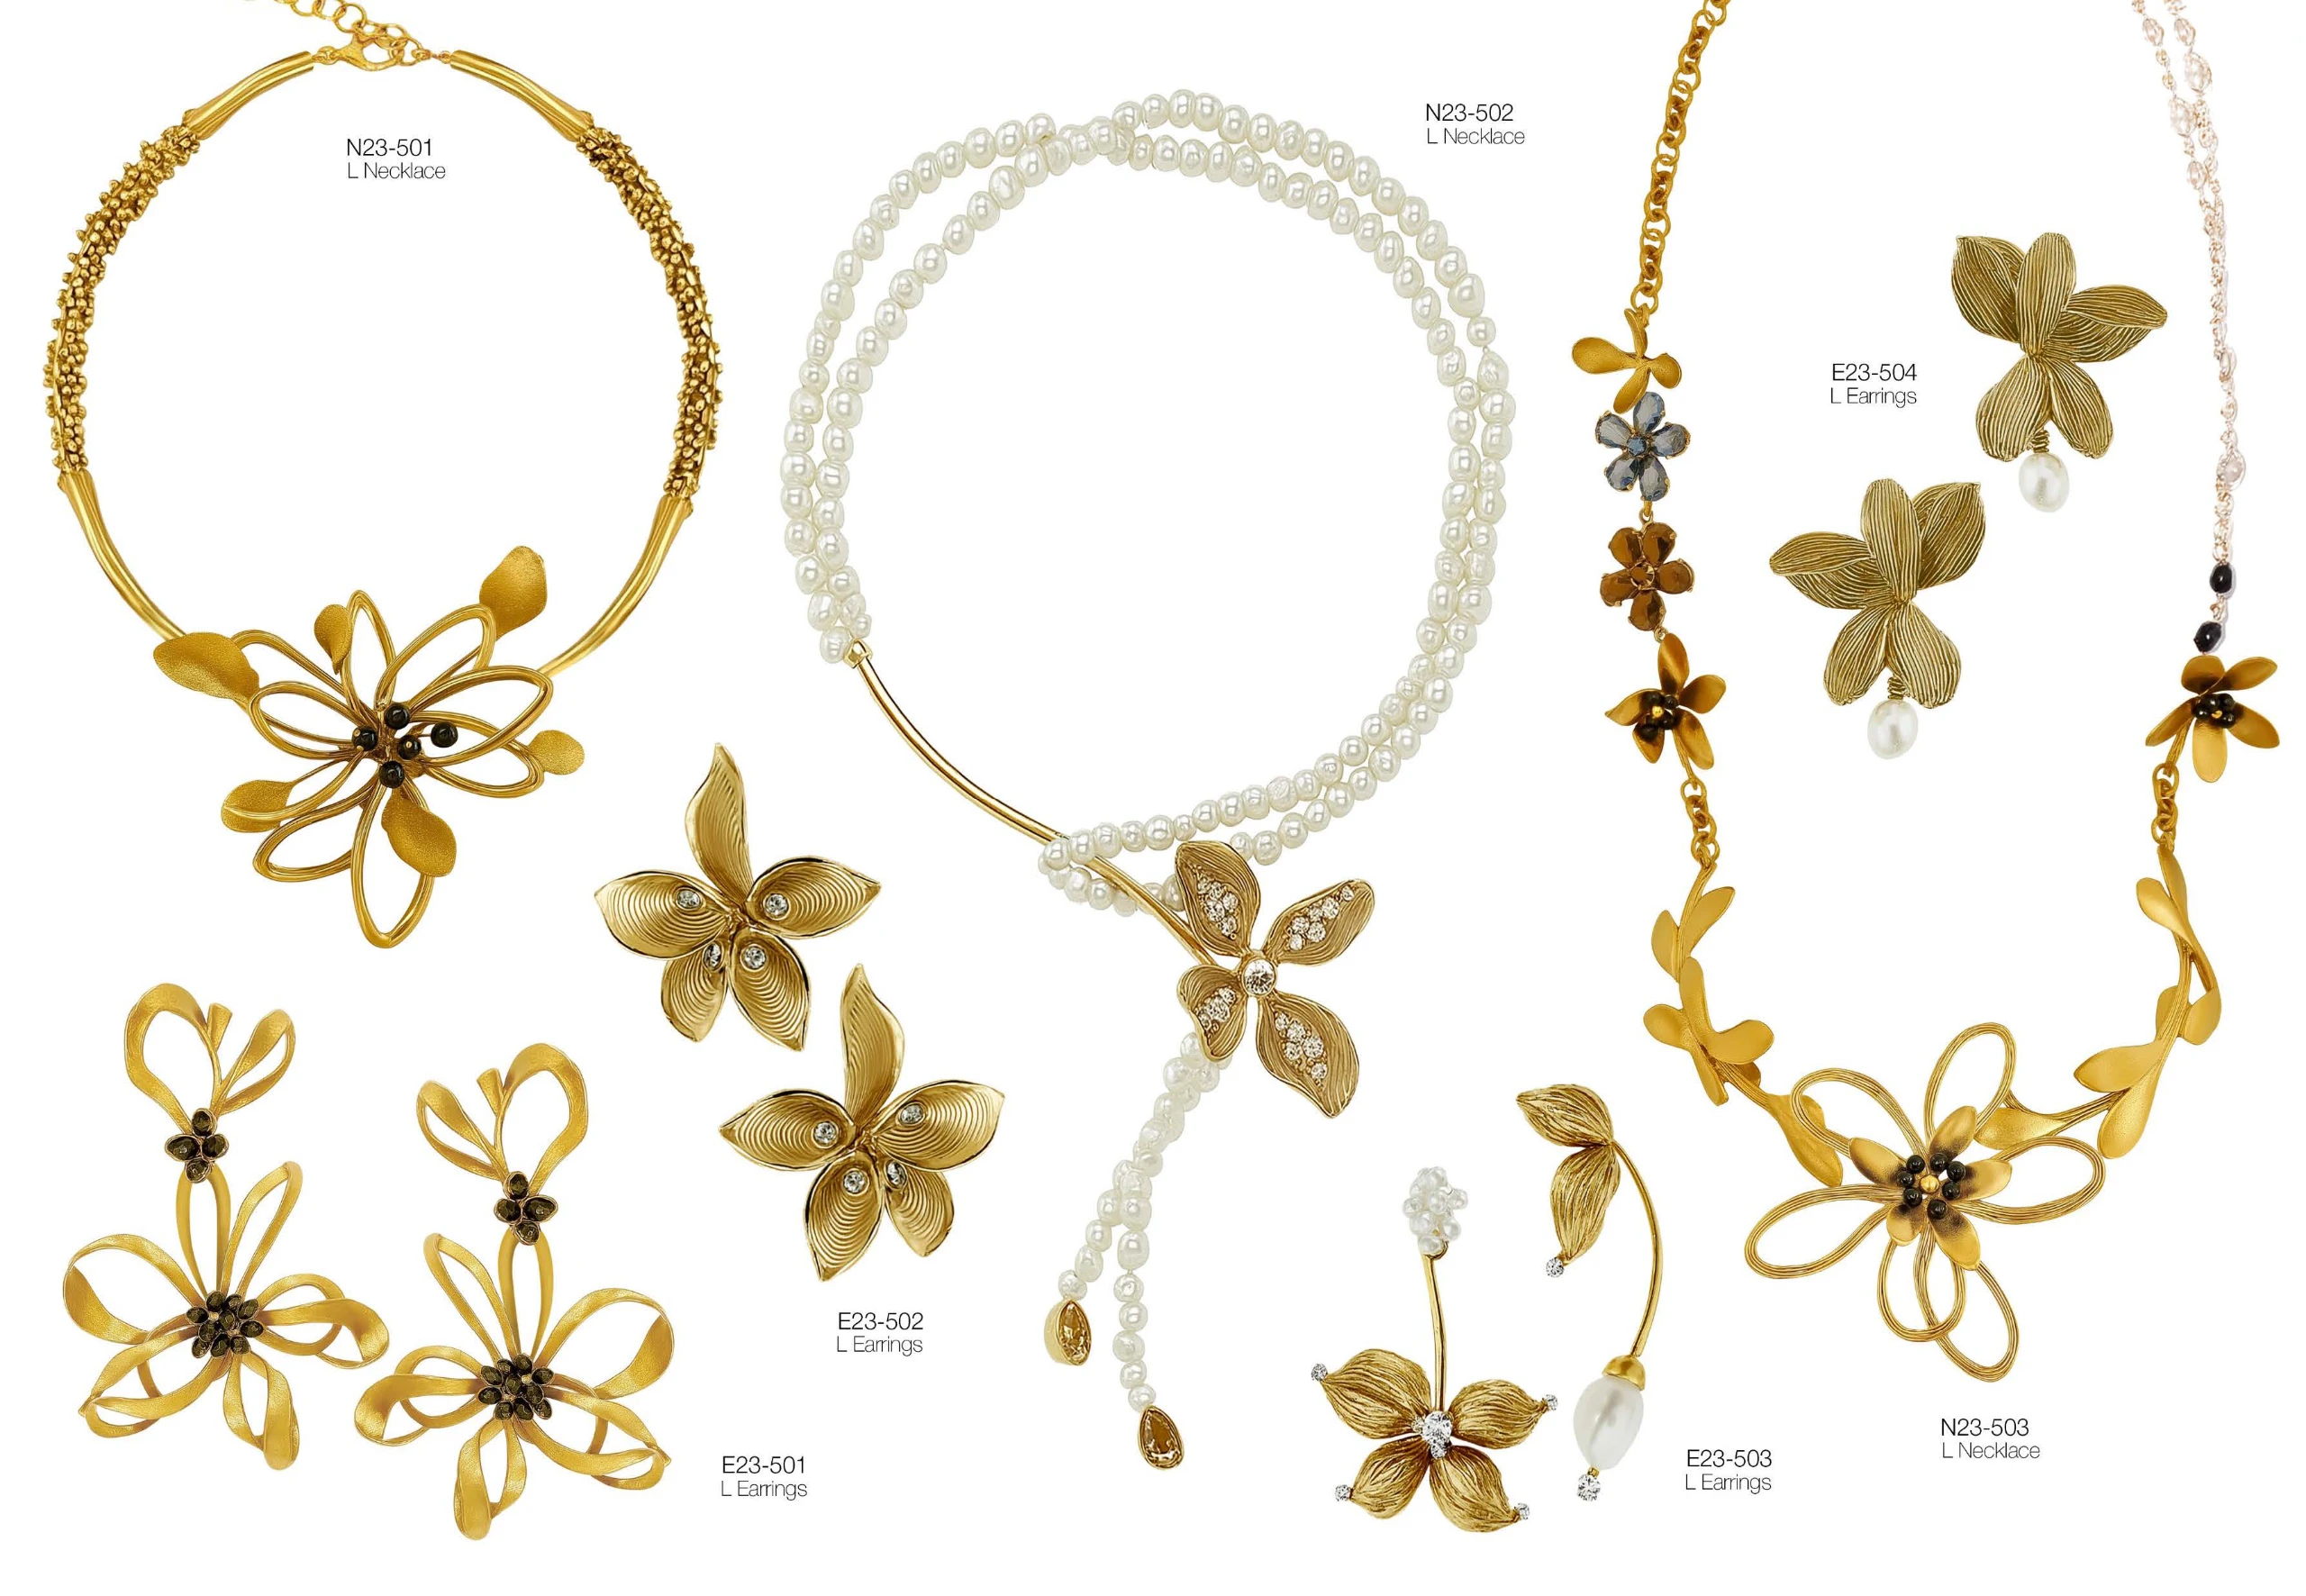 N23-501
L Necklace
N23-502
L Necklace
E23-504
L Earrings
E23-502
L Earrings
E23-501
L Earrings
E23-503
L Earrings
N23-503
L Necklace